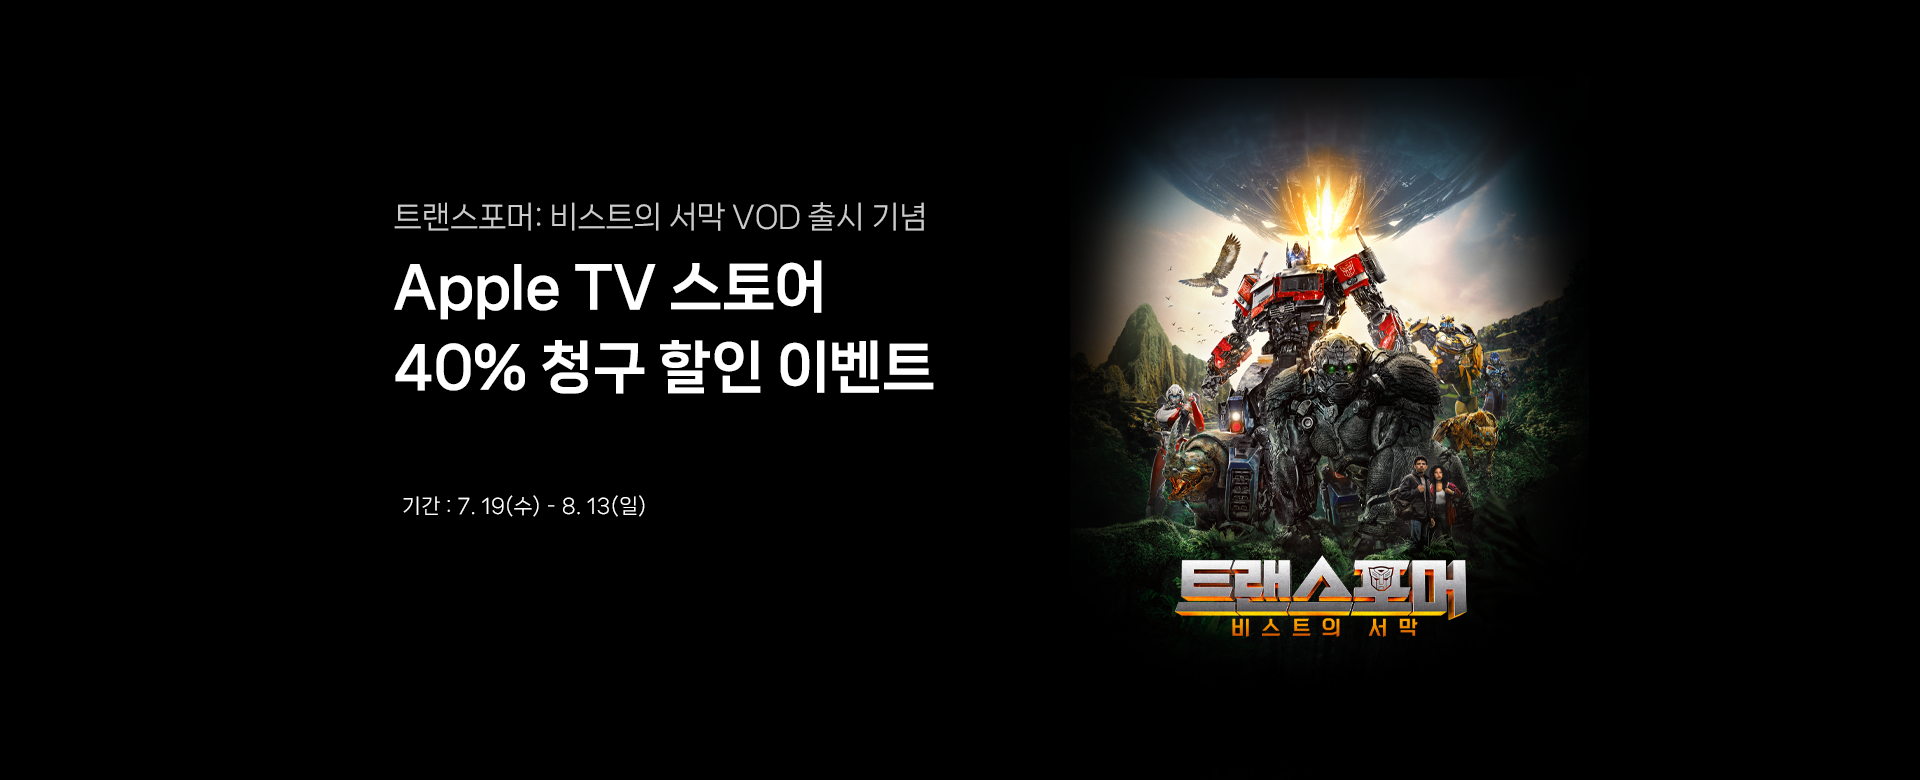 트랜스포머: 비스트의 서막 VOD 출시 기념
Apple TV 스토어
40% 청구 할인 이벤트
기간 : 7. 19(수) - 8. 13(일)
트랜스포머
비스트의 서막